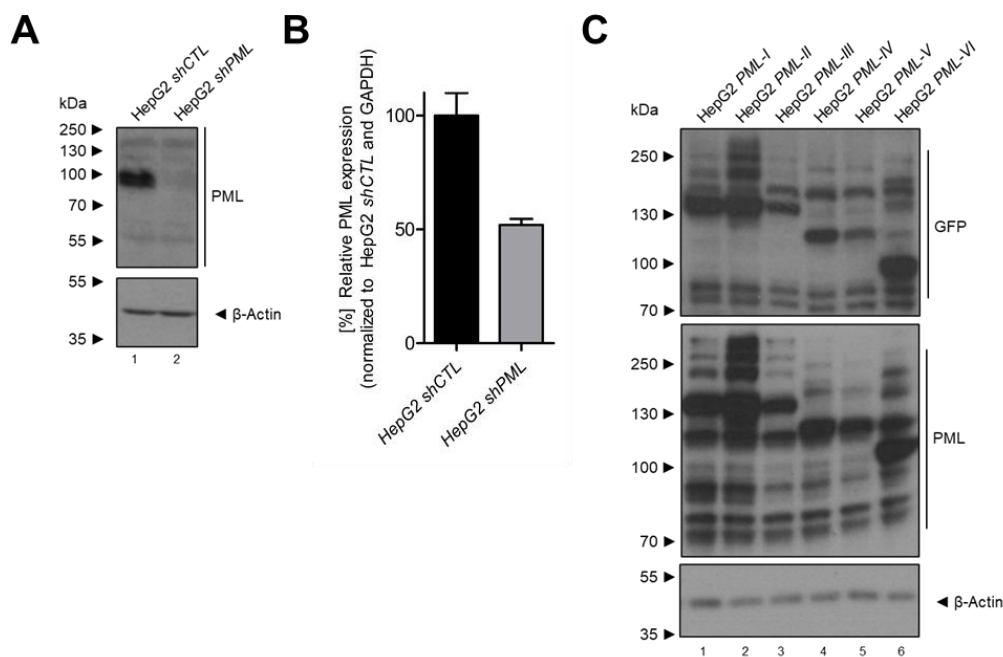 A
HepG2 shCTL
HepG2 shPML
kDa
250 ►
130 ►
100 ►
70 ►
55 ►
PML
55 ►
35 ►
◄ β-Actin
1 2
B
[%] Relative PML expression
(normalized to HepG2 shCTL and GAPDH)
100
50
0
HepG2 shCTL
HepG2 shPML
C
HepG2 PML-I
HepG2 PML-II
HepG2 PML-III
HepG2 PML-IV
HepG2 PML-V
HepG2 PML-VI
kDa
250 ►
130 ►
100 ►
70 ►
GFP
250 ►
130 ►
100 ►
70 ►
PML
55 ►
35 ►
◄ β-Actin
1 2 3 4 5 6